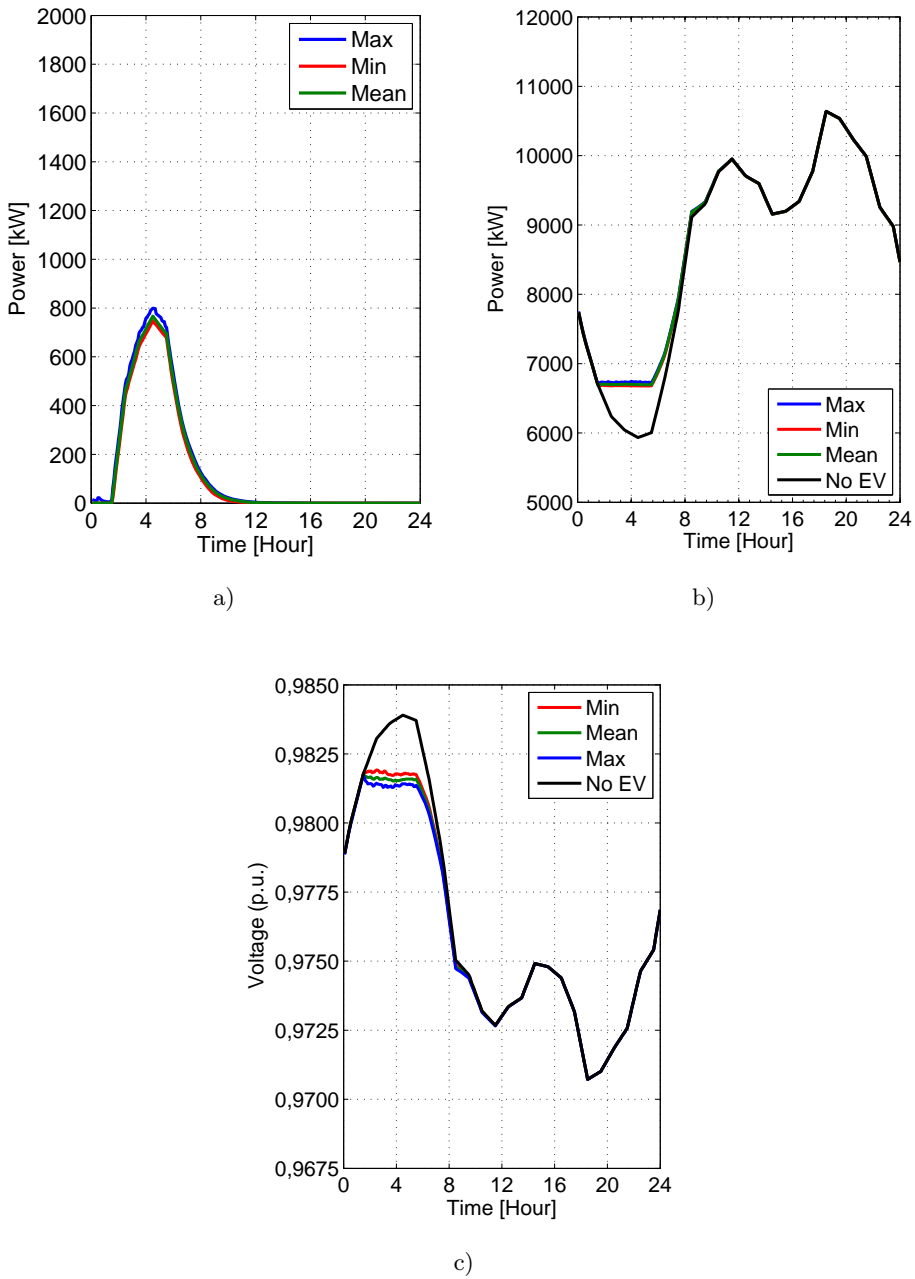 2000
1800
1600
1400
1200
1000
800
600
400
200
0
Power [kW]
Max
Min
Mean
0 4 8 12 16 20 24
Time [Hour]
a)
12000
11000
10000
9000
8000
7000
6000
5000
Power [kW]
Max
Min
Mean
No EV
0 4 8 12 16 20 24
Time [Hour]
b)
0,9850
0,9825
0,9800
0,9775
0,9750
0,9725
0,9700
0,9675
Voltage (p.u.)
Min
Mean
Max
No EV
0 4 8 12 16 20 24
Time [Hour]
c)